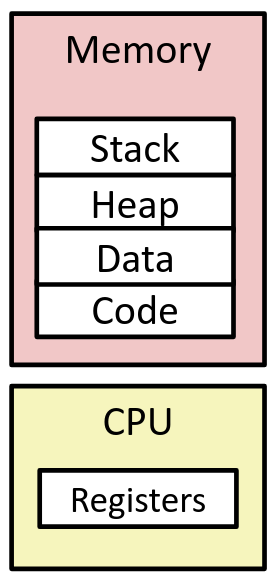 Memory
Stack
Heap
Data
Code
CPU
Registers